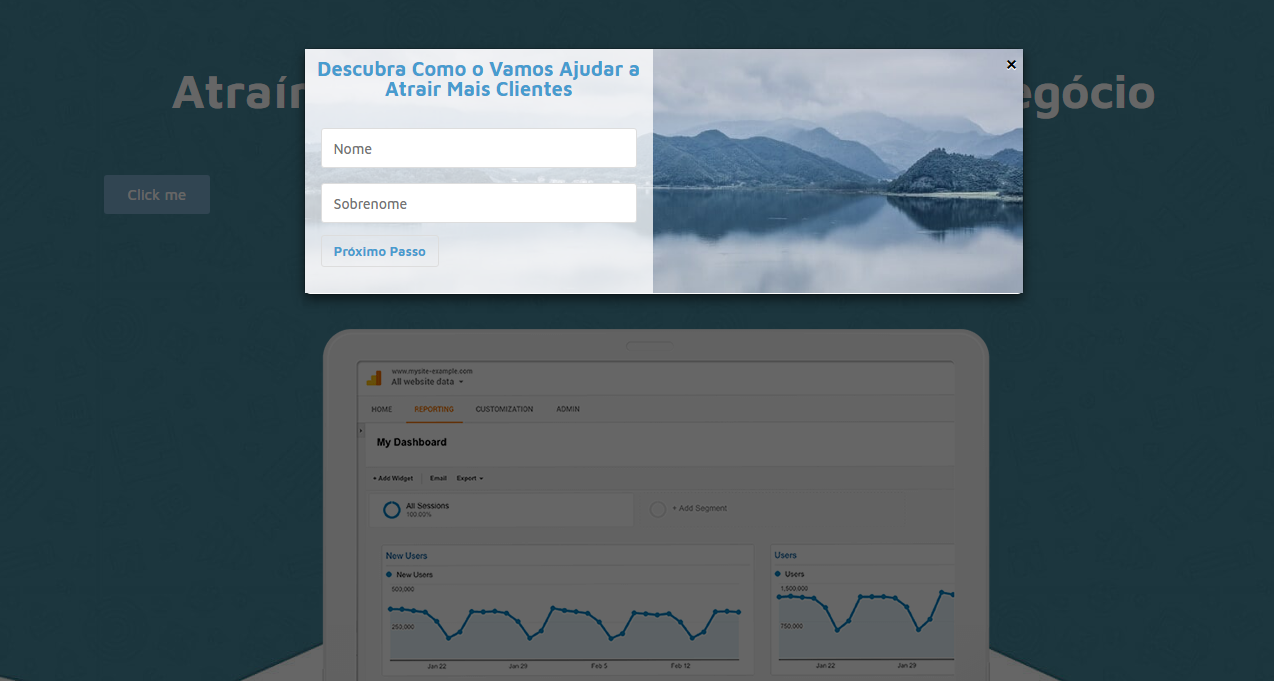 Descubra Como o Vamos Ajudar a
Atrair Mais Clientes
Nome
Sobrenome
Próximo Passo
×
Click me
www.mysite-example.com
All website data
HOME REPORTING CUSTOMIZATION ADMIN
My Dashboard
+ Add Widget Email Export
All Sessions
100.00%
+ Add Segment
New Users
New Users
500,000
250,000
Jan 22 Jan 29 Feb 5 Feb 12
Users
Users
1,500,000
750,000
Jan 22 Jan 29